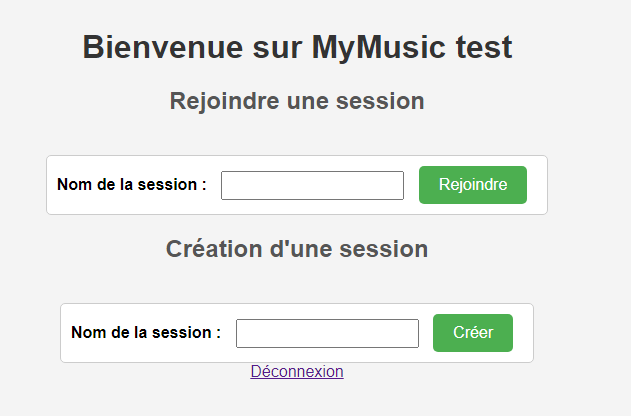 Bienvenue sur MyMusic test
Rejoindre une session
Nom de la session : Rejoindre
Création d'une session
Nom de la session : Créer
Déconnexion